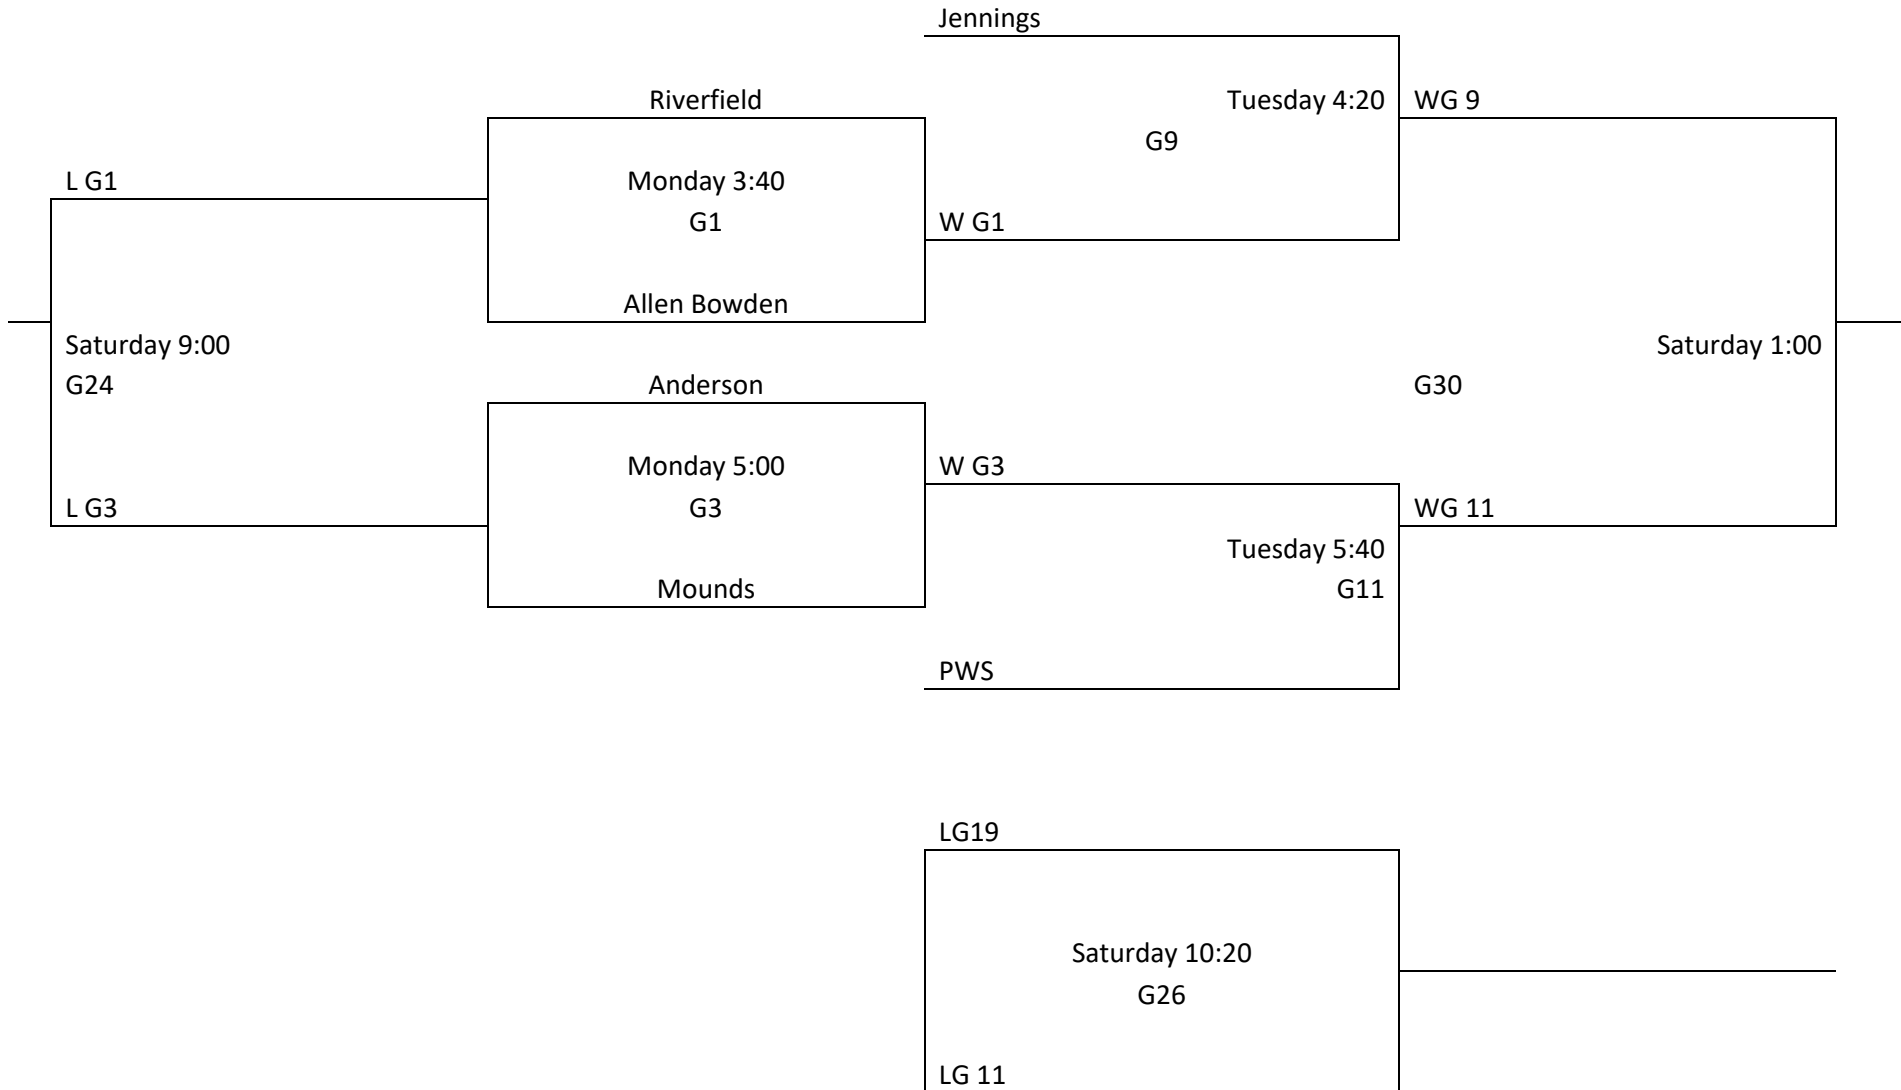 Jennings
Riverfield
Tuesday 4:20
WG 9
G9
L G1
Monday 3:40
G1
W G1
Allen Bowden
Saturday 9:00
Saturday 1:00
G24
Anderson
G30
Monday 5:00
W G3
L G3
G3
WG 11
Tuesday 5:40
Mounds
G11
PWS
LG19
Saturday 10:20
G26
LG 11